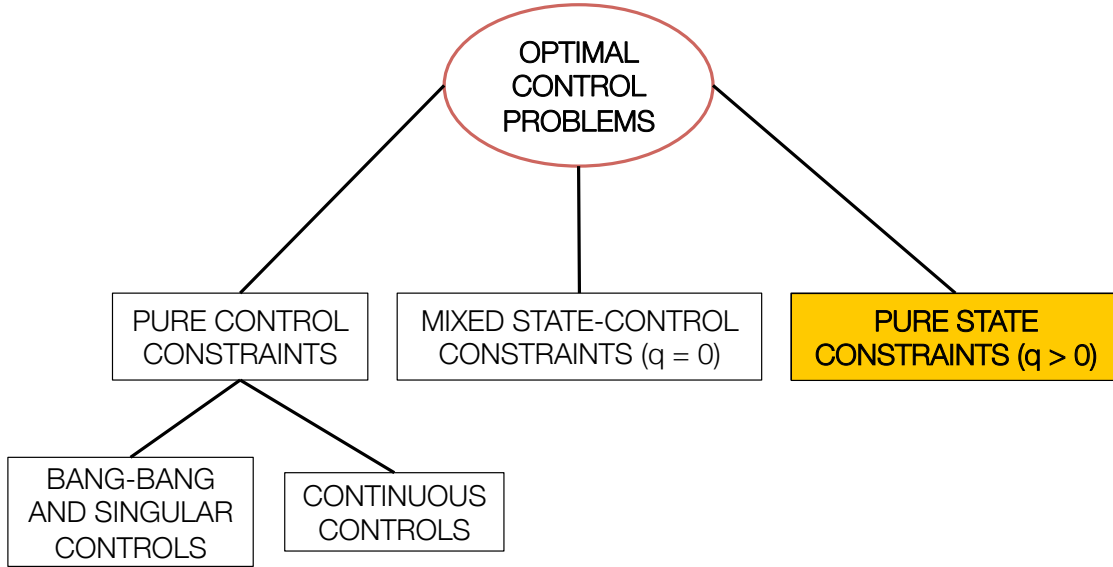 OPTIMAL
CONTROL
PROBLEMS
PURE CONTROL
CONSTRAINTS
MIXED STATE-CONTROL
CONSTRAINTS (q = 0)
PURE STATE
CONSTRAINTS (q > 0)
BANG-BANG
AND SINGULAR
CONTROLS
CONTINUOUS
CONTROLS